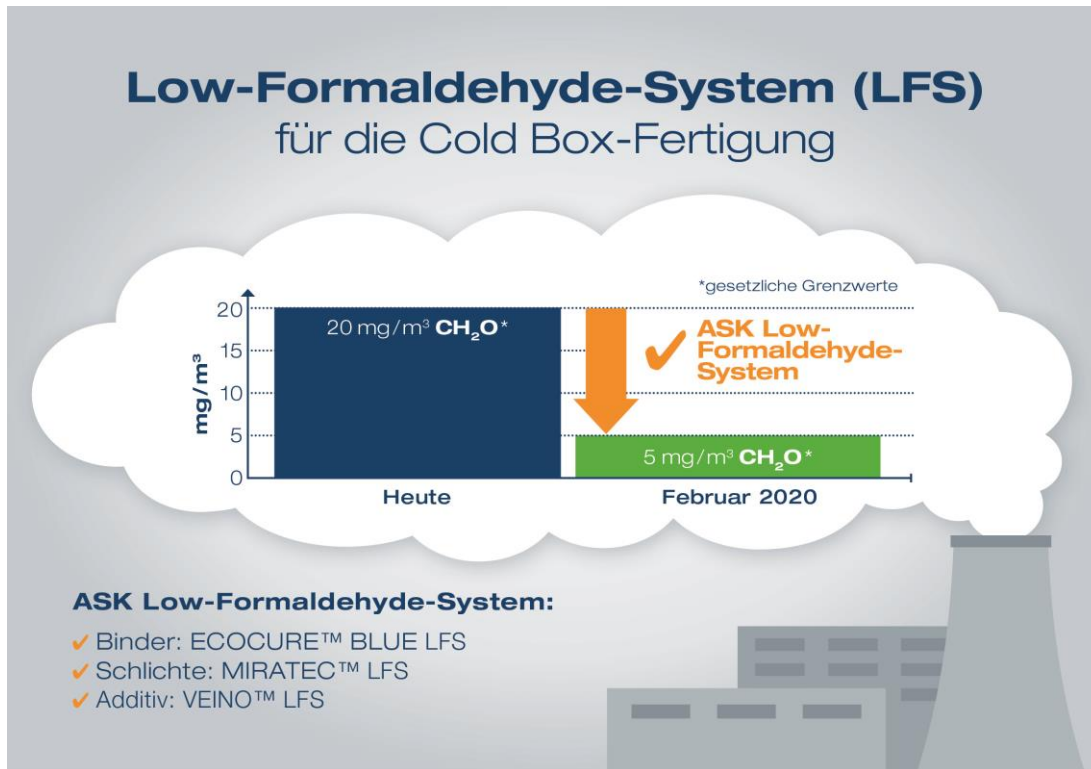 Low-Formaldehyde-System (LFS)
für die Cold Box-Fertigung
*gesetzliche Grenzwerte
mg/m³
20
15
10
5
0
20 mg/m³ CH₂O*
ASK Low-
Formaldehyde-
System
5 mg/m³ CH₂O*
Heute
Februar 2020
ASK Low-Formaldehyde-System:
✔ Binder: ECOCURE™ BLUE LFS
✔ Schlichte: MIRATEC™ LFS
✔ Additiv: VEINO™ LFS